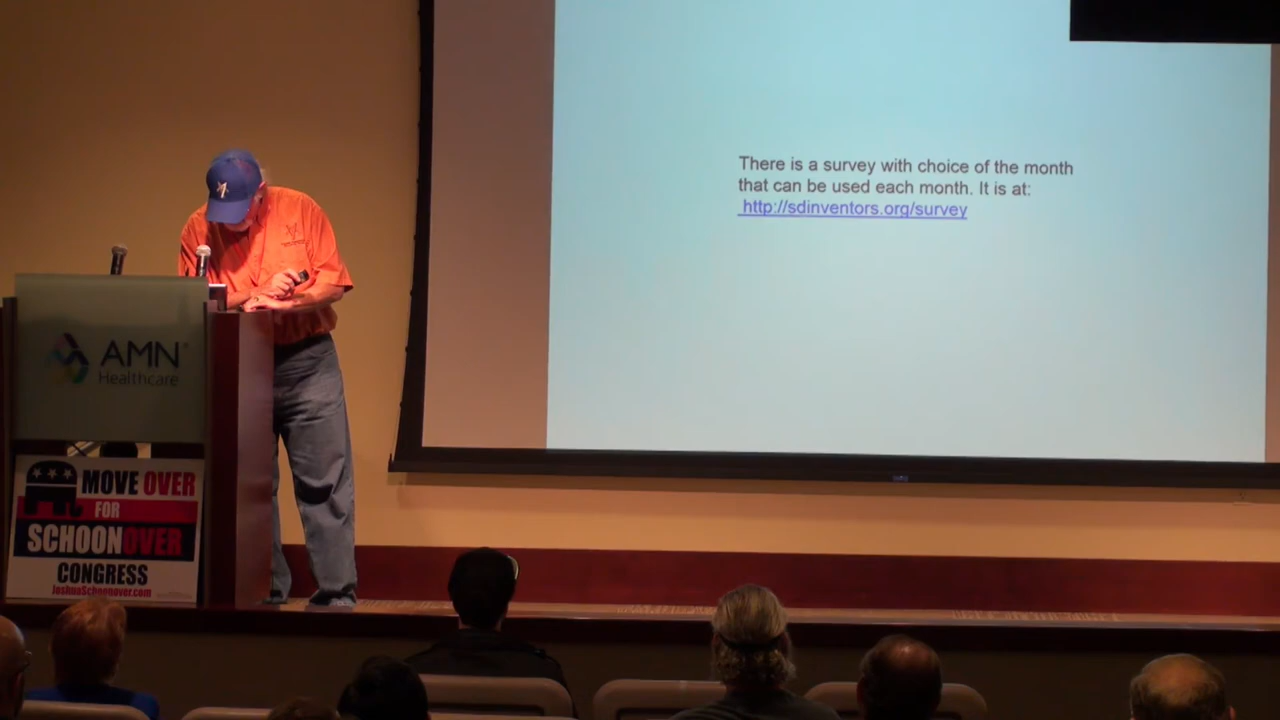 There is a survey with choice of the month
that can be used each month. It is at:
http://sdinventors.org/survey
AMN
Healthcare
MOVE OVER
FOR
SCHOONOVER
CONGRESS
JoshuaSchoonover.com